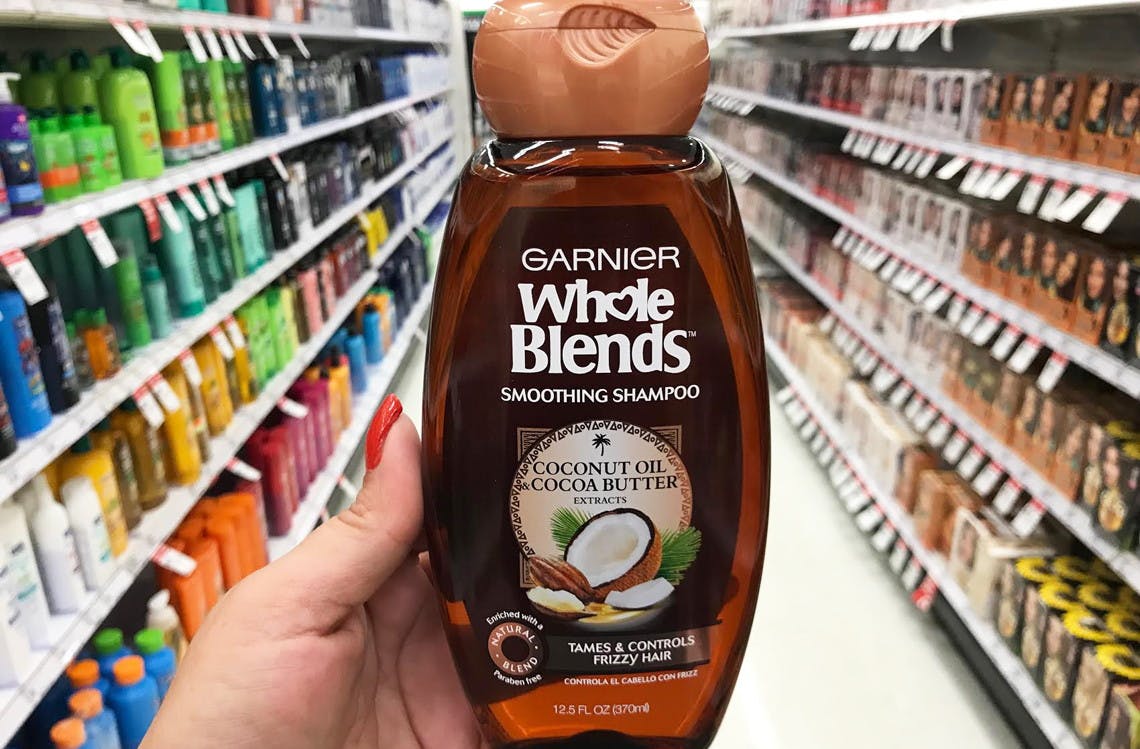 GARNIER
Whole
Blends™
SMOOTHING SHAMPOO
COCONUT OIL
& COCOA BUTTER
EXTRACTS
Enriched with a
NATURAL
BLEND
Paraben free
TAMES & CONTROLS
FRIZZY HAIR
CONTROLA EL CABELLO CON FRIZZ
12.5 FL OZ (370ml)